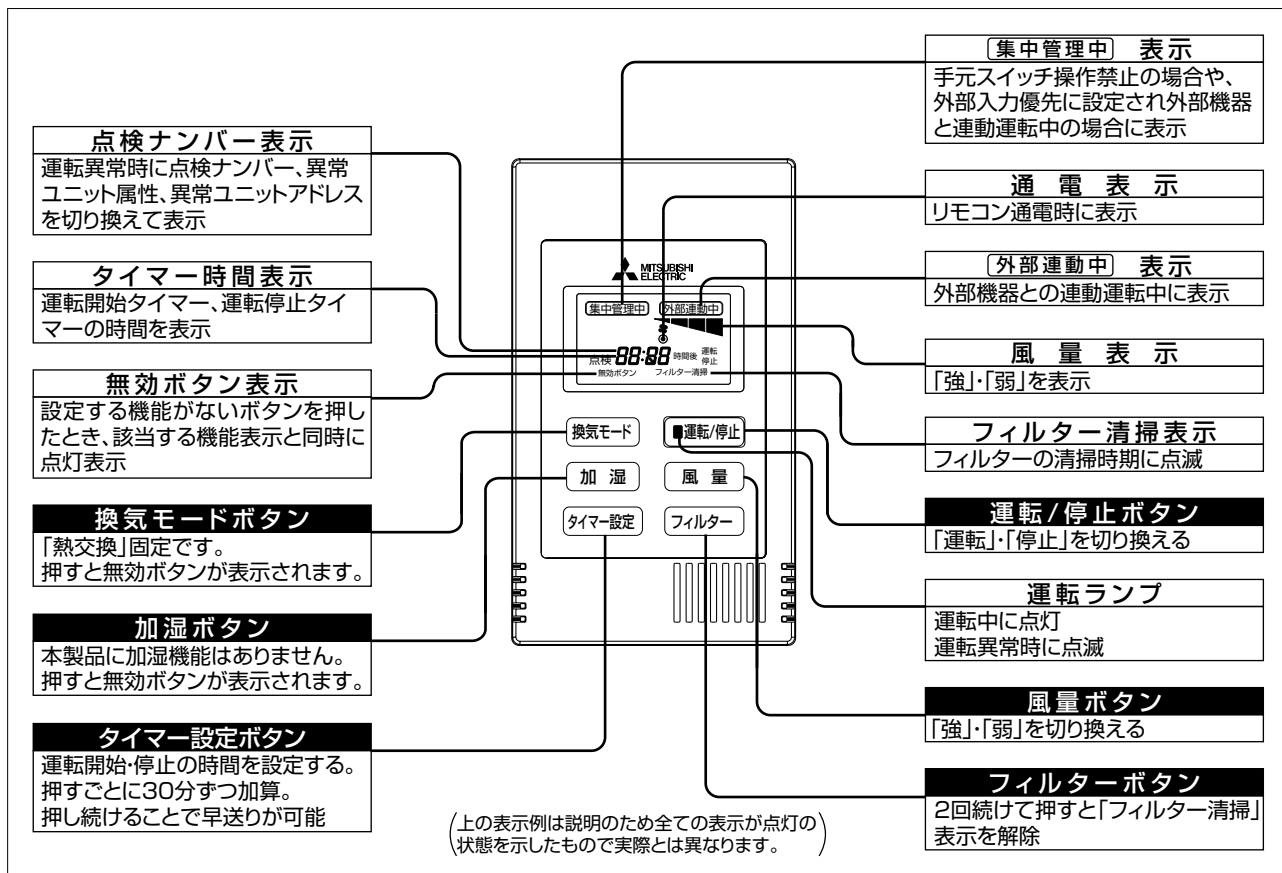 点検ナンバー表示
運転異常時に点検ナンバー、異常
ユニット属性、異常ユニットアドレス
を切り換えて表示
タイマー時間表示
運転開始タイマー、運転停止タイ
マーの時間を表示
無効ボタン表示
設定する機能がないボタンを押し
たとき、該当する機能表示と同時に
点灯表示
換気モードボタン
「熱交換」固定です。
押すと無効ボタンが表示されます。
加湿ボタン
本製品に加湿機能はありません。
押すと無効ボタンが表示されます。
タイマー設定ボタン
運転開始・停止の時間を設定する。
押すごとに30分ずつ加算。
押し続けることで早送りが可能
MITSUBISHI
ELECTRIC
集中管理中 外部連動中
点検 88:88 時間後 運転
停止
無効ボタン フィルター清掃
換気モード 運転/停止
加湿 風量
タイマー設定 フィルター
(上の表示例は説明のため全ての表示が点灯の
状態を示したもので実際とは異なります。)
集中管理中 表示
手元スイッチ操作禁止の場合や、
外部入力優先に設定され外部機器
と連動運転中の場合に表示
通電表示
リモコン通電時に表示
外部連動中 表示
外部機器との連動運転中に表示
風量表示
「強」・「弱」を表示
フィルター清掃表示
フィルターの清掃時期に点滅
運転/停止ボタン
「運転」・「停止」を切り換える
運転ランプ
運転中に点灯
運転異常時に点滅
風量ボタン
「強」・「弱」を切り換える
フィルターボタン
2回続けて押すと「フィルター清掃」
表示を解除